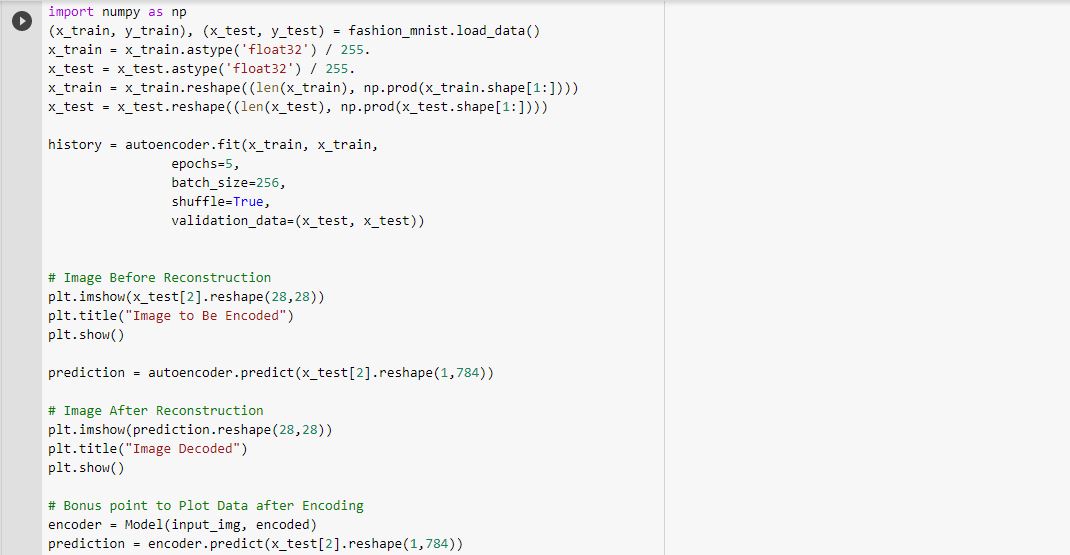 import numpy as np
(x_train, y_train), (x_test, y_test) = fashion_mnist.load_data()
x_train = x_train.astype('float32') / 255.
x_test = x_test.astype('float32') / 255.
x_train = x_train.reshape((len(x_train), np.prod(x_train.shape[1:])))
x_test = x_test.reshape((len(x_test), np.prod(x_test.shape[1:])))
history = autoencoder.fit(x_train, x_train,
epochs=5,
batch_size=256,
shuffle=True,
validation_data=(x_test, x_test))
# Image Before Reconstruction
plt.imshow(x_test[2].reshape(28,28))
plt.title("Image to Be Encoded")
plt.show()
prediction = autoencoder.predict(x_test[2].reshape(1,784))
# Image After Reconstruction
plt.imshow(prediction.reshape(28,28))
plt.title("Image Decoded")
plt.show()
# Bonus point to Plot Data after Encoding
encoder = Model(input_img, encoded)
prediction = encoder.predict(x_test[2].reshape(1,784))